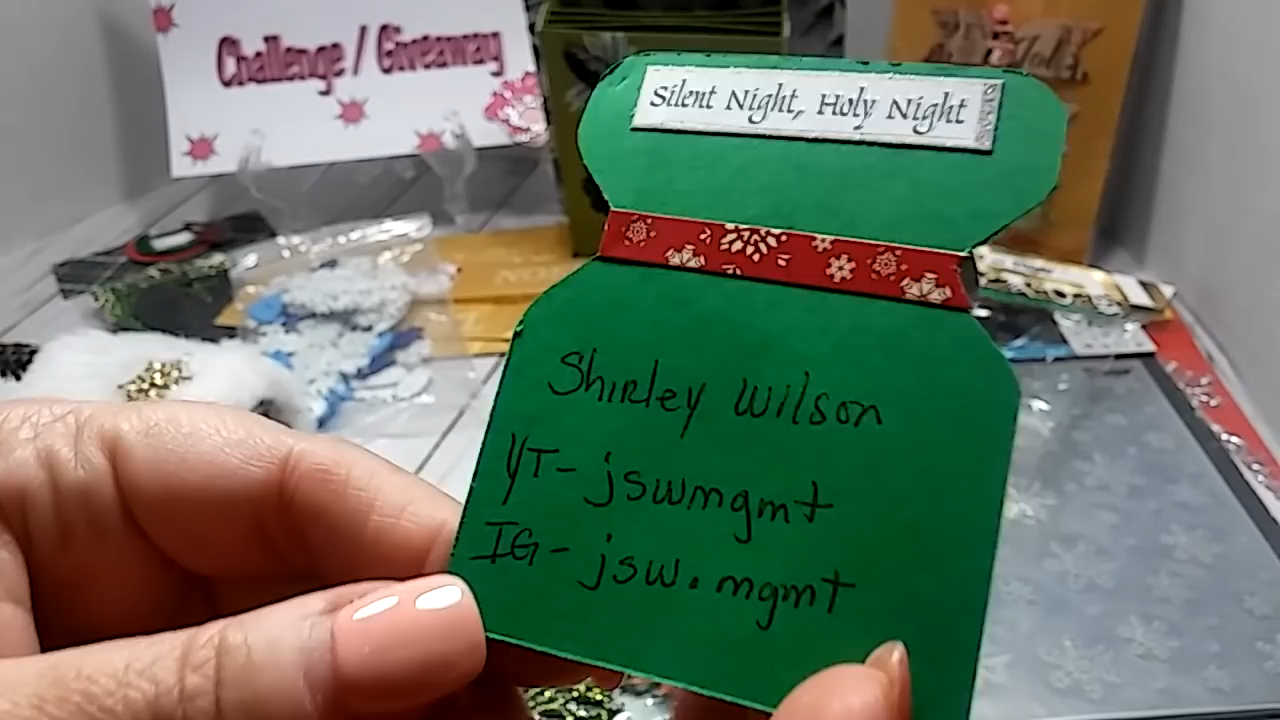 Challenge / Giveaway
Silent Night, Holy Night
Shirley Wilson
YT- jswmgmt
IG- jsw.mgmt